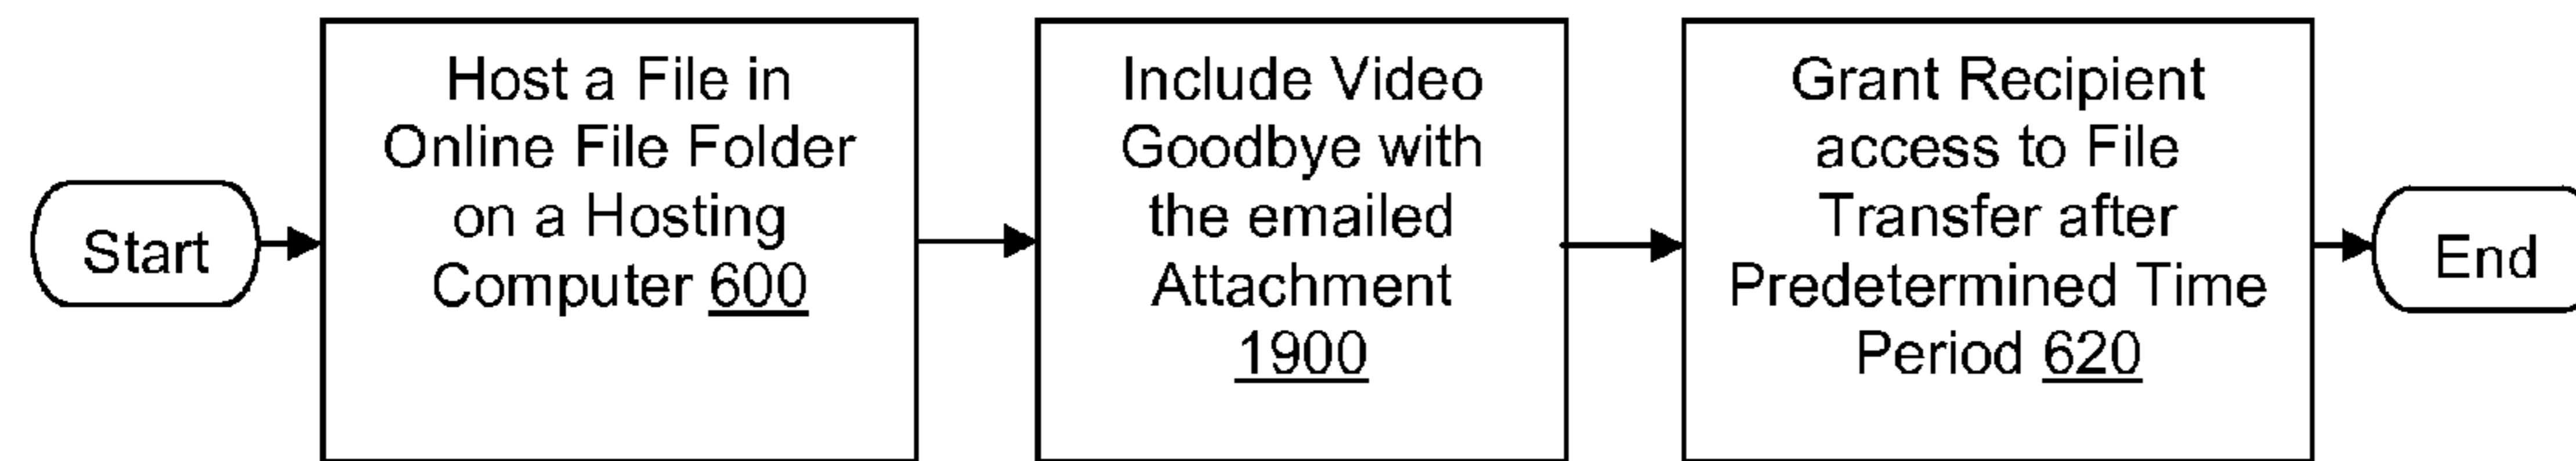 Start
Host a File in
Online File Folder
on a Hosting
Computer 600
Include Video
Goodbye with
the emailed
Attachment
1900
Grant Recipient
access to File
Transfer after
Predetermined Time
Period 620
End